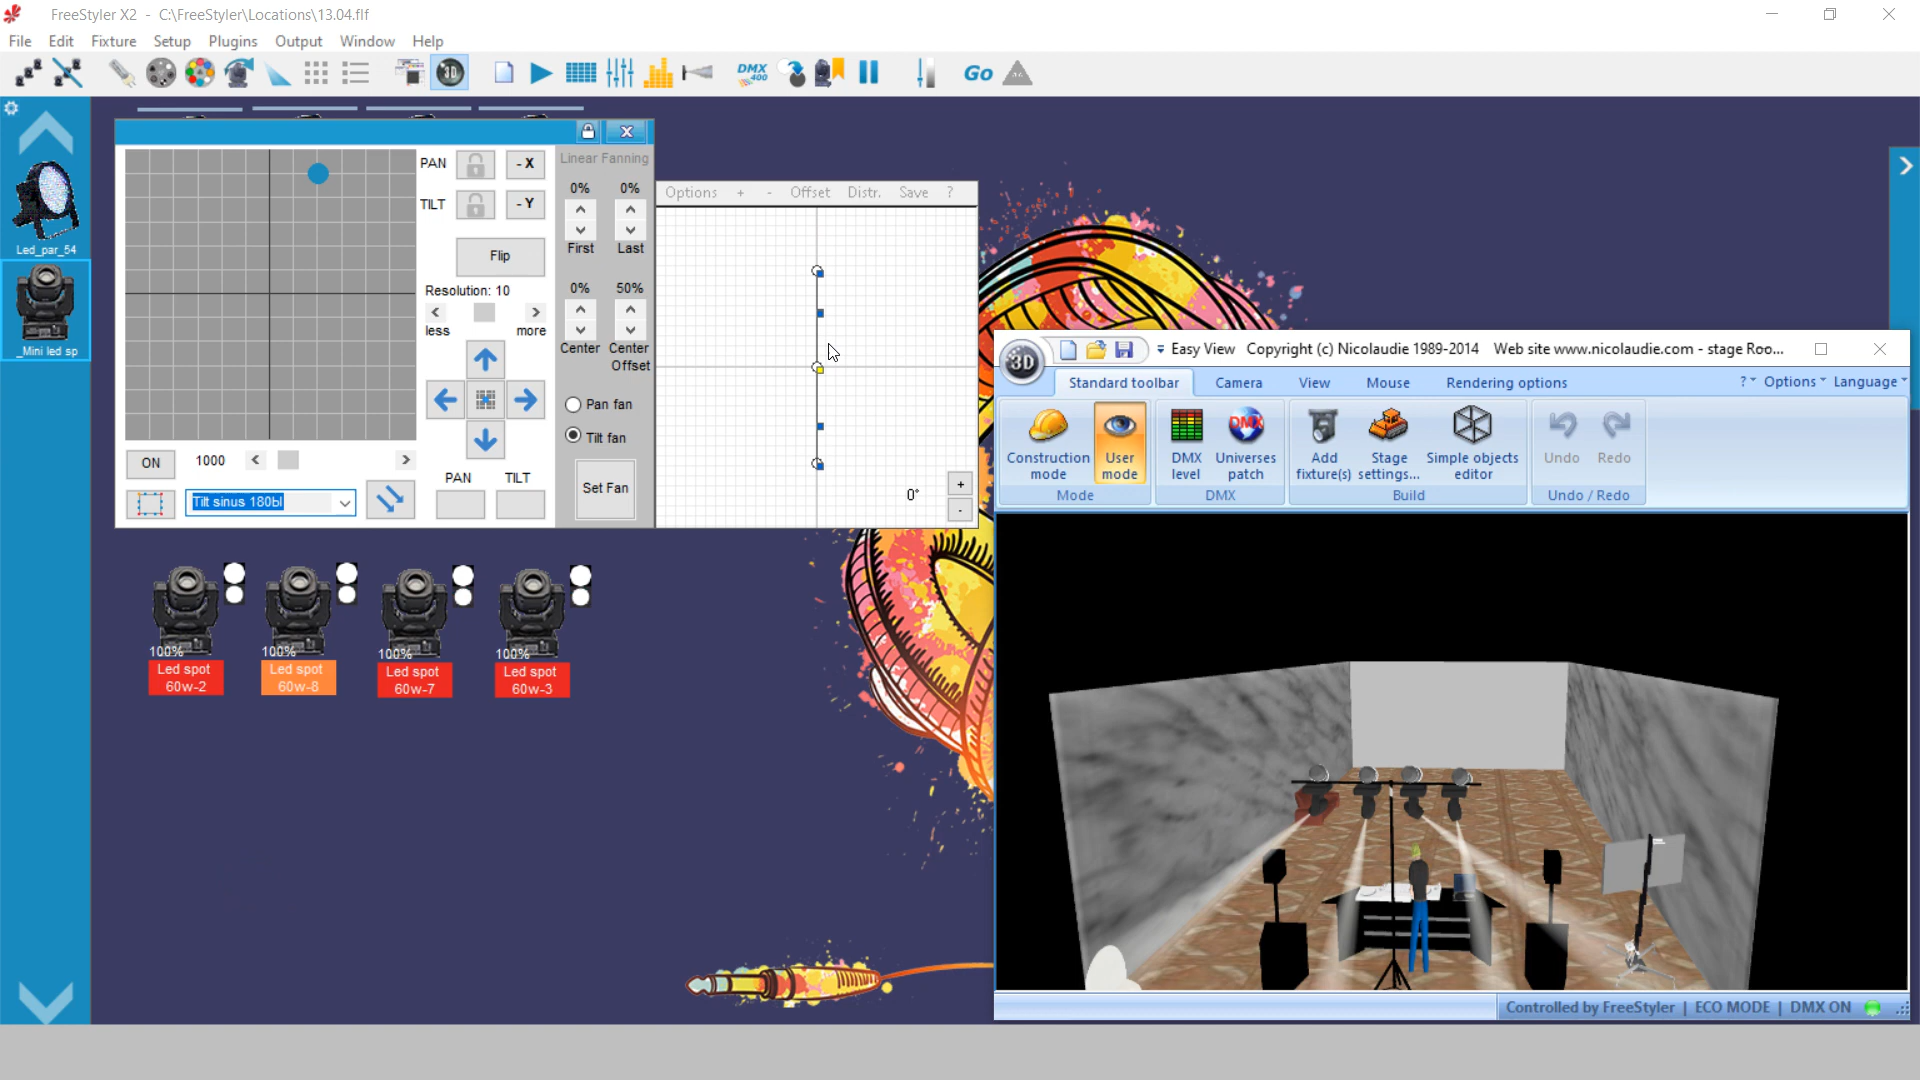 FreeStyler X2 - C:\FreeStyler\Locations\13.04.flf
File Edit Fixture Setup Plugins Output Window Help
3D
DMX 400
Go
Led_par_54
_Mini led sp
PAN - X
TILT - Y
Flip
Resolution: 10
less more
ON 1000
Tilt sinus 180Ы
PAN TILT
Linear Fanning
0% 0%
First Last
0% 50%
Center Center
Offset
Pan fan
Tilt fan
Set Fan
Options + - Offset Distr. Save ?
0°
+
-
100% 100% 100% 100%
Led spot 60w-2
Led spot 60w-8
Led spot 60w-7
Led spot 60w-3
3D Easy View Copyright (c) Nicolaudie 1989-2014 Web site www.nicolaudie.com - stage Roo...
Standard toolbar Camera View Mouse Rendering options ? Options Language
Construction mode
User mode
DMX level
DMX
Universes patch
Add fixture(s)
Stage settings...
Simple objects editor
Undo Redo
Mode DMX Build Undo / Redo
Controlled by FreeStyler | ECO MODE | DMX ON